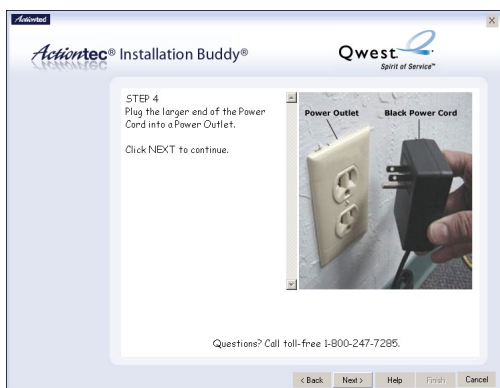 Actiontec
Actiontec® Installation Buddy®
Qwest.
Spirit of Service™
STEP 4
Plug the larger end of the Power
Cord into a Power Outlet.
Click NEXT to continue.
Power Outlet
Black Power Cord
Questions? Call toll-free 1-800-247-7285.
< Back
Next >
Help
Finish
Cancel